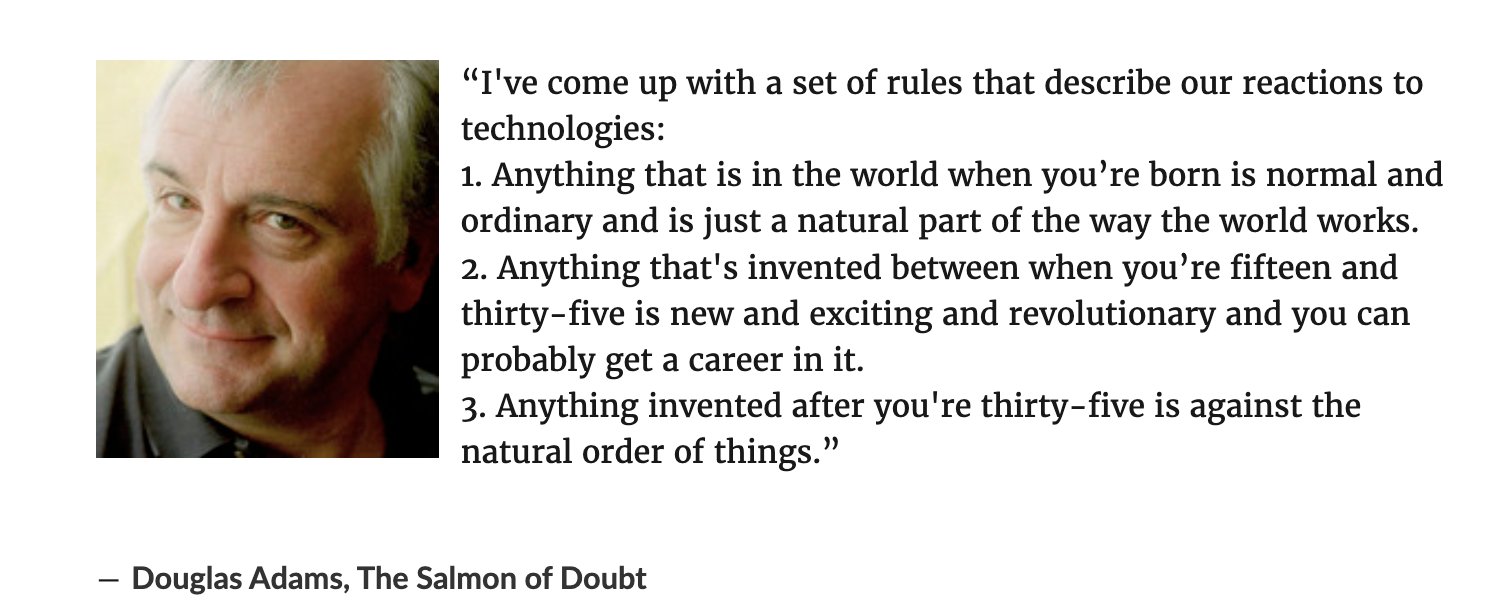 “I've come up with a set of rules that describe our reactions to
technologies:
1. Anything that is in the world when you’re born is normal and
ordinary and is just a natural part of the way the world works.
2. Anything that's invented between when you’re fifteen and
thirty-five is new and exciting and revolutionary and you can
probably get a career in it.
3. Anything invented after you're thirty-five is against the
natural order of things.”
― Douglas Adams, The Salmon of Doubt